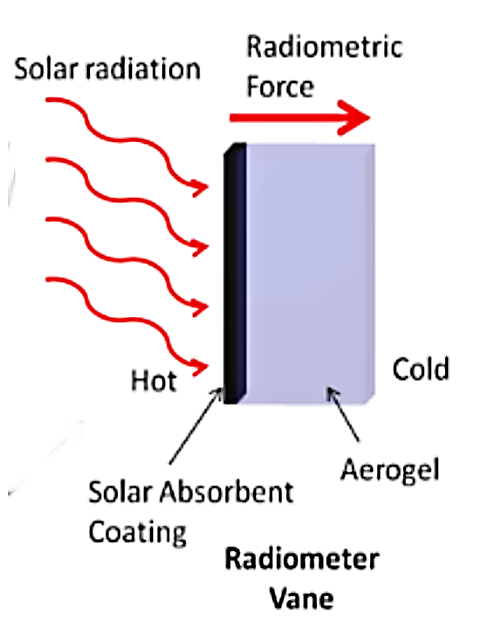 Radiometric
Force
Solar radiation
Hot
Cold
Aerogel
Solar Absorbent
Coating
Radiometer
Vane